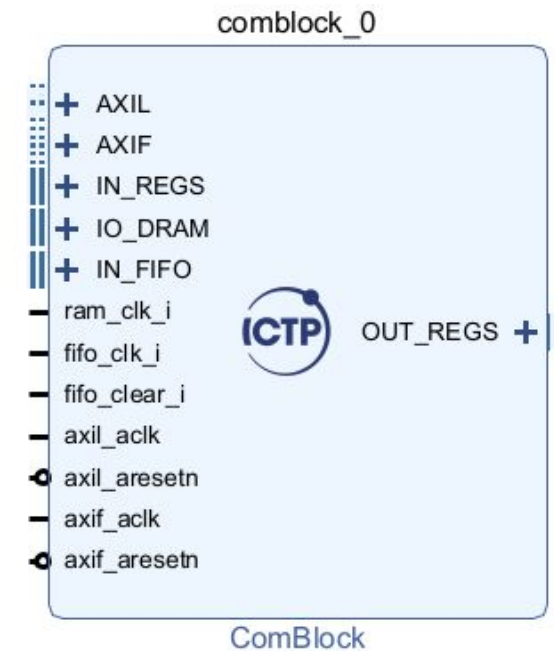 comblock_0
AXIL
AXIF
IN_REGS
IO_DRAM
IN_FIFO
ram_clk_i
fifo_clk_i
fifo_clear_i
axil_aclk
axil_aresetn
axif_aclk
axif_aresetn
ICTP
OUT_REGS
ComBlock